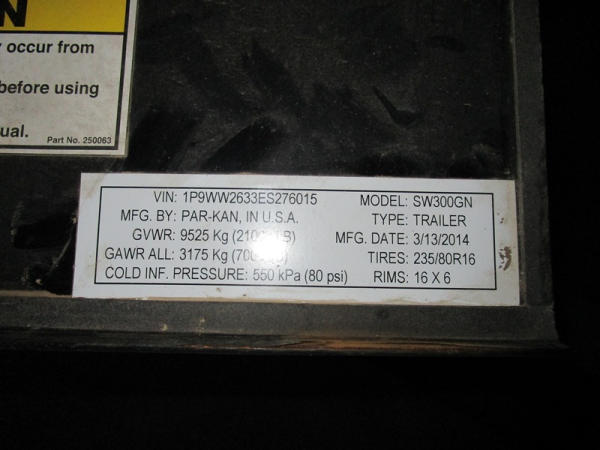 N
occur from
before using
ual.
Part No. 250063
VIN: 1P9WW2633ES276015 MODEL: SW300GN
MFG. BY: PAR-KAN, IN U.S.A. TYPE: TRAILER
GVWR: 9525 Kg MFG. DATE: 3/13/2014
GAWR ALL: 3175 Kg TIRES: 235/80R16
COLD INF. PRESSURE: 550 kPa (80 psi) RIMS: 16 X 6